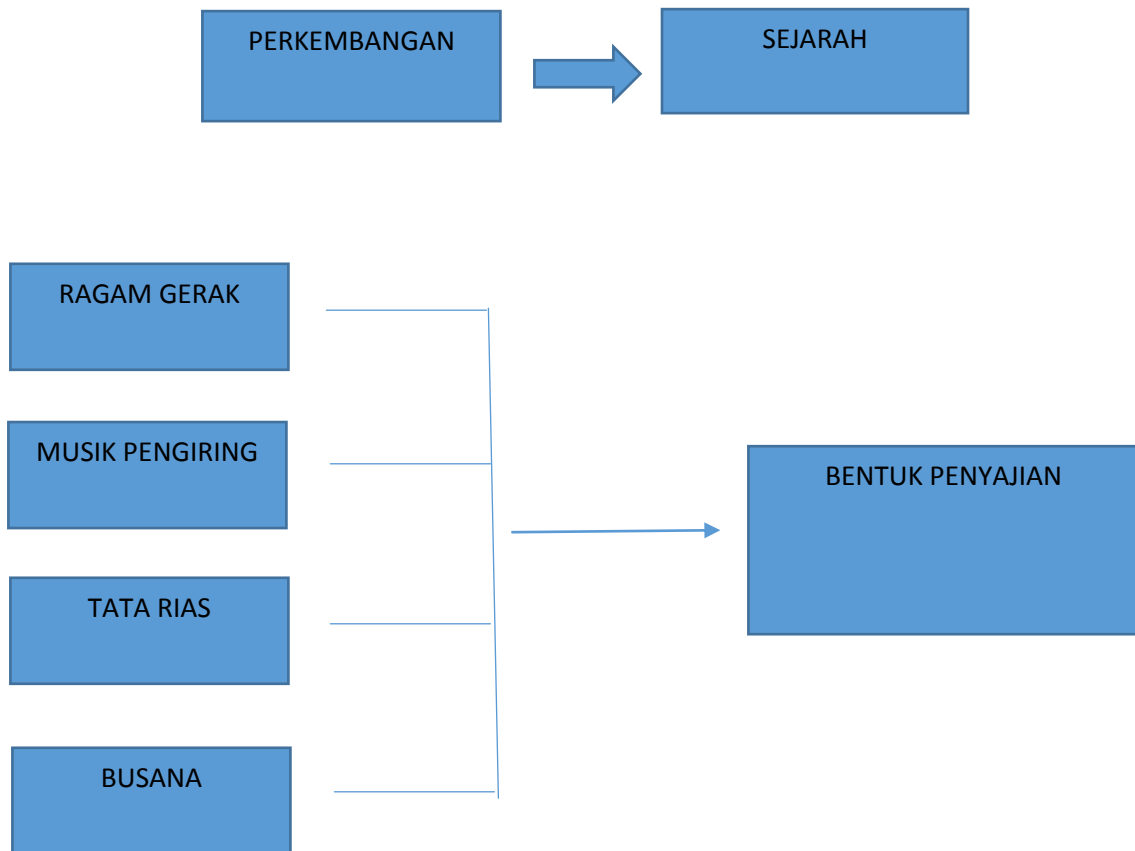 PERKEMBANGAN
SEJARAH
RAGAM GERAK
MUSIK PENGIRING
BENTUK PENYAJIAN
TATA RIAS
BUSANA